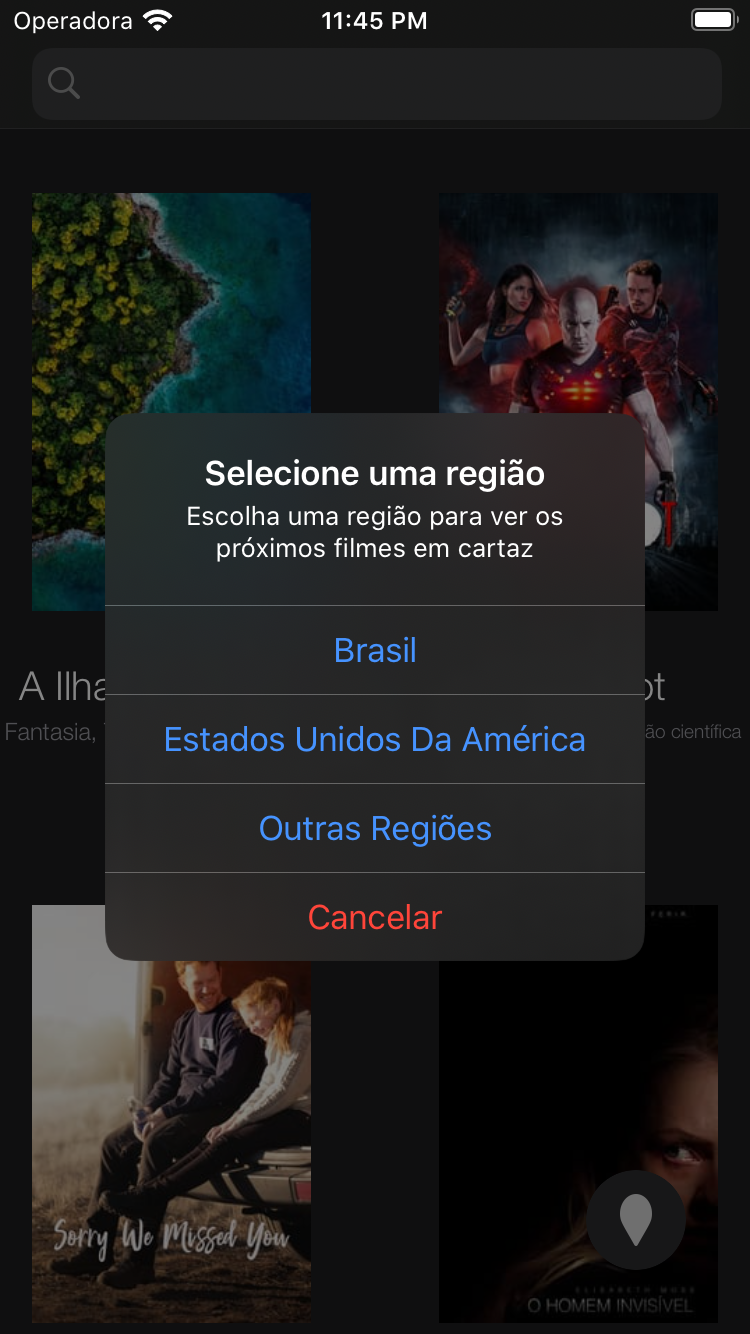 Operadora
11:45 PM
Selecione uma região
Escolha uma região para ver os
próximos filmes em cartaz
Brasil
A Ilha
ot
Fantasia,
ão científica
Estados Unidos Da América
Outras Regiões
Cancelar
Sorry We Missed You
ELISABETH MOSS
O HOMEM INVISÍVEL